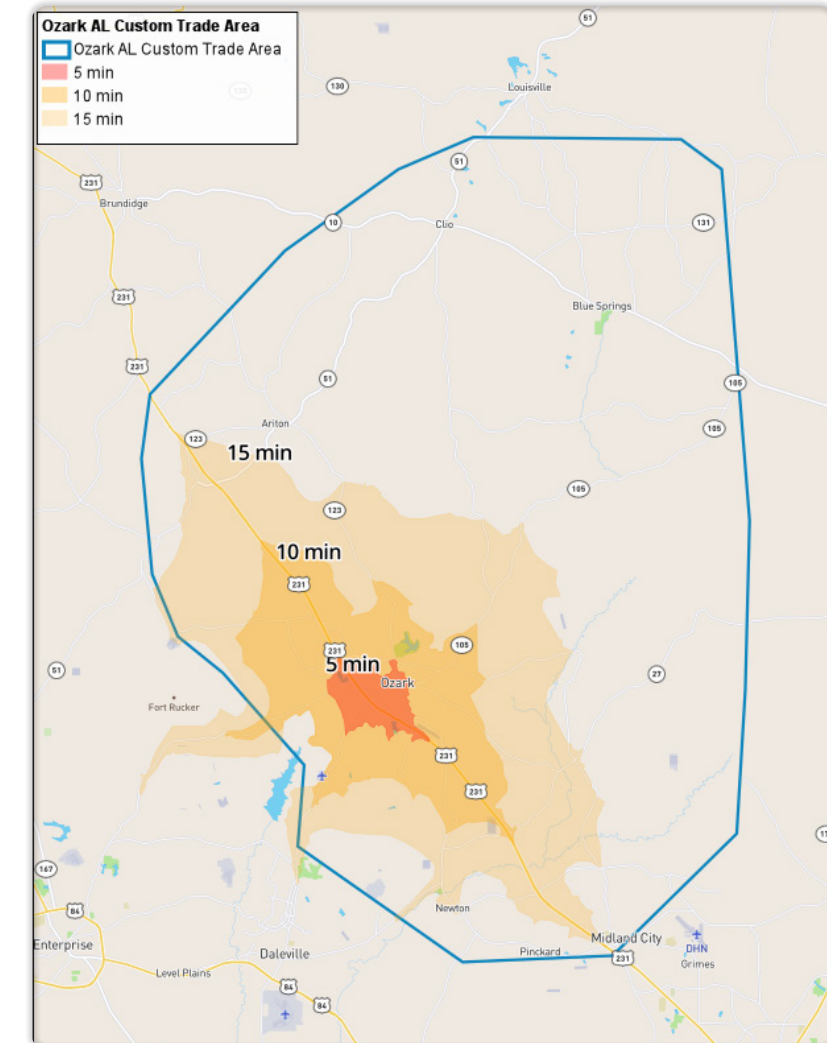 Ozark AL Custom Trade Area
Ozark AL Custom Trade Area
5 min
10 min
15 min
51
130
Louisville
51
231
Brundidge
10
Clio
131
231
Blue Springs
231
105
51
Ariton
105
123
15 min
105
123
10 min
231
105
231
5 min
51
27
Ozark
Fort Rucker
231
231
167
84
Newton
Enterprise
Daleville
Pinckard
Midland City
DHN
231
Grimes
Level Plains
84
84